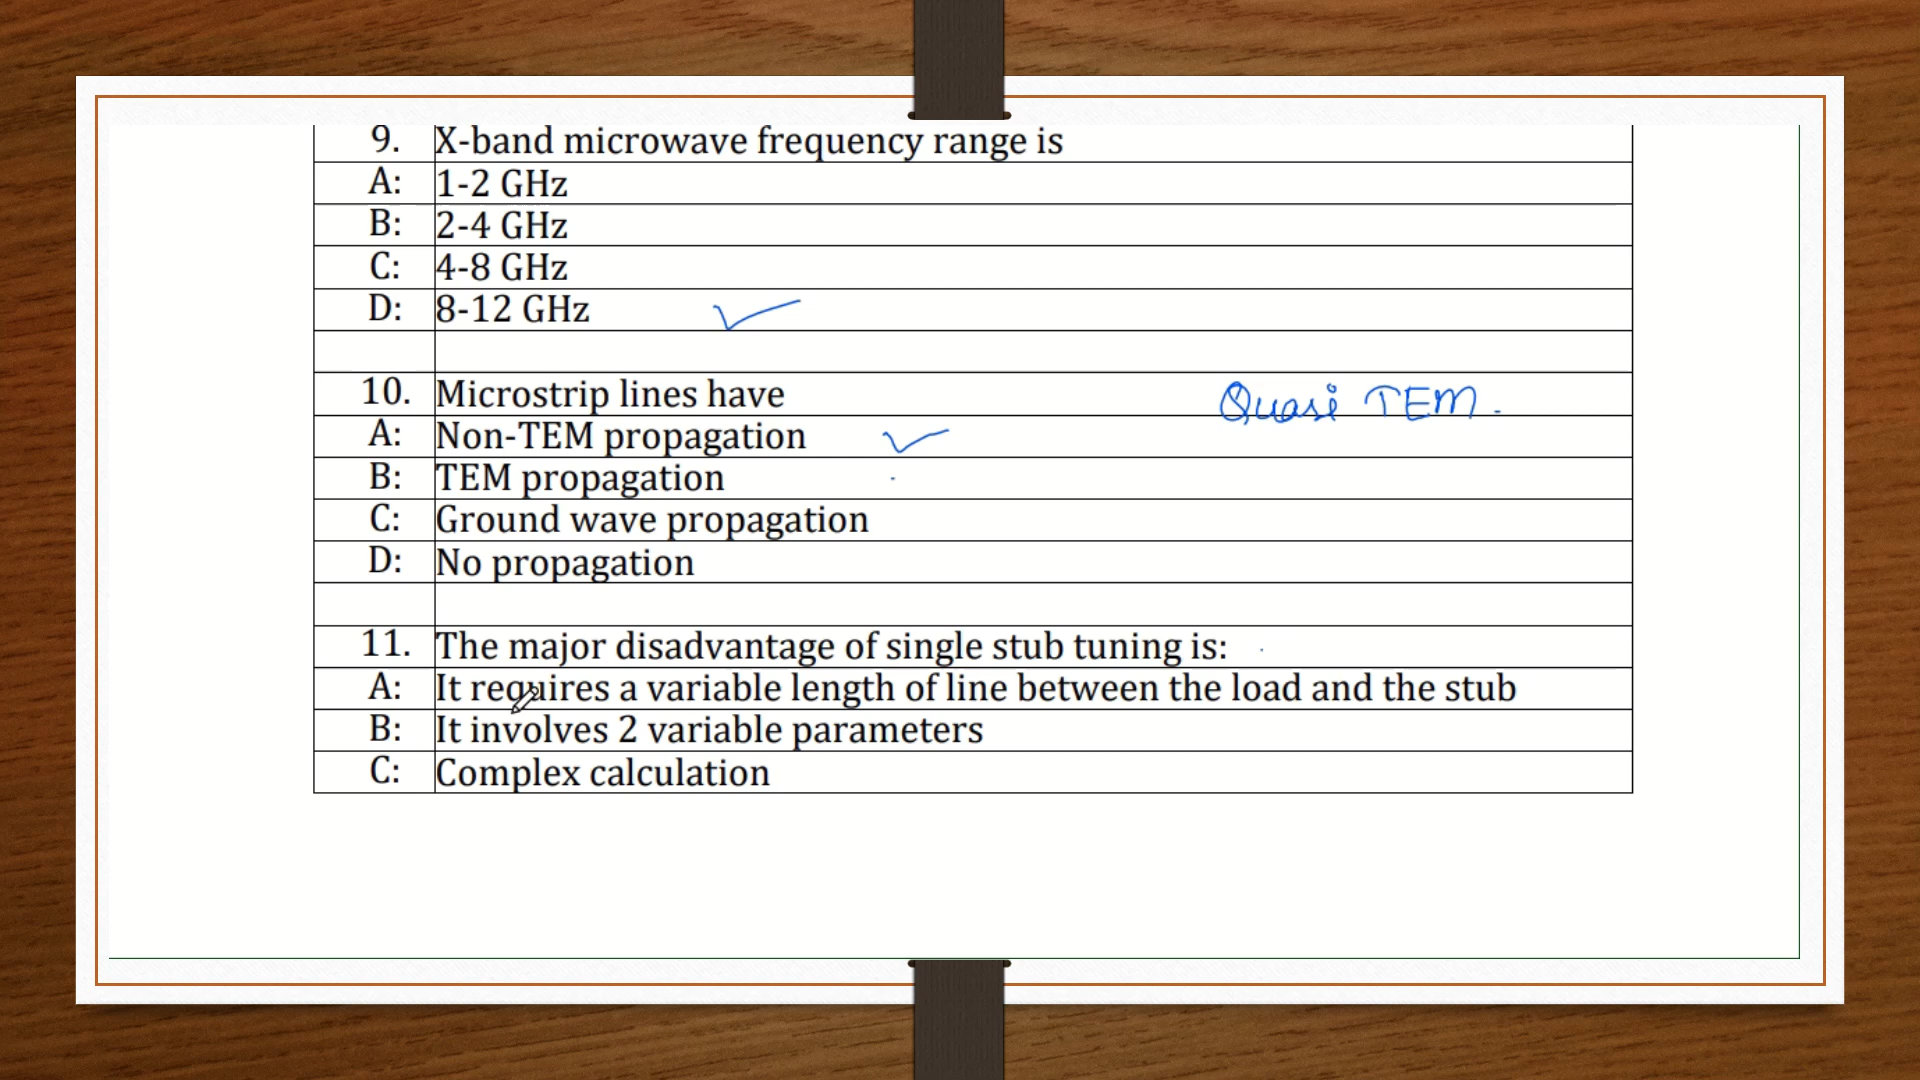 9. X-band microwave frequency range is
A: 1-2 GHz
B: 2-4 GHz
C: 4-8 GHz
D: 8-12 GHz
10. Microstrip lines have Quasi TEM.
A: Non-TEM propagation
B: TEM propagation
C: Ground wave propagation
D: No propagation
11. The major disadvantage of single stub tuning is:
A: It requires a variable length of line between the load and the stub
B: It involves 2 variable parameters
C: Complex calculation